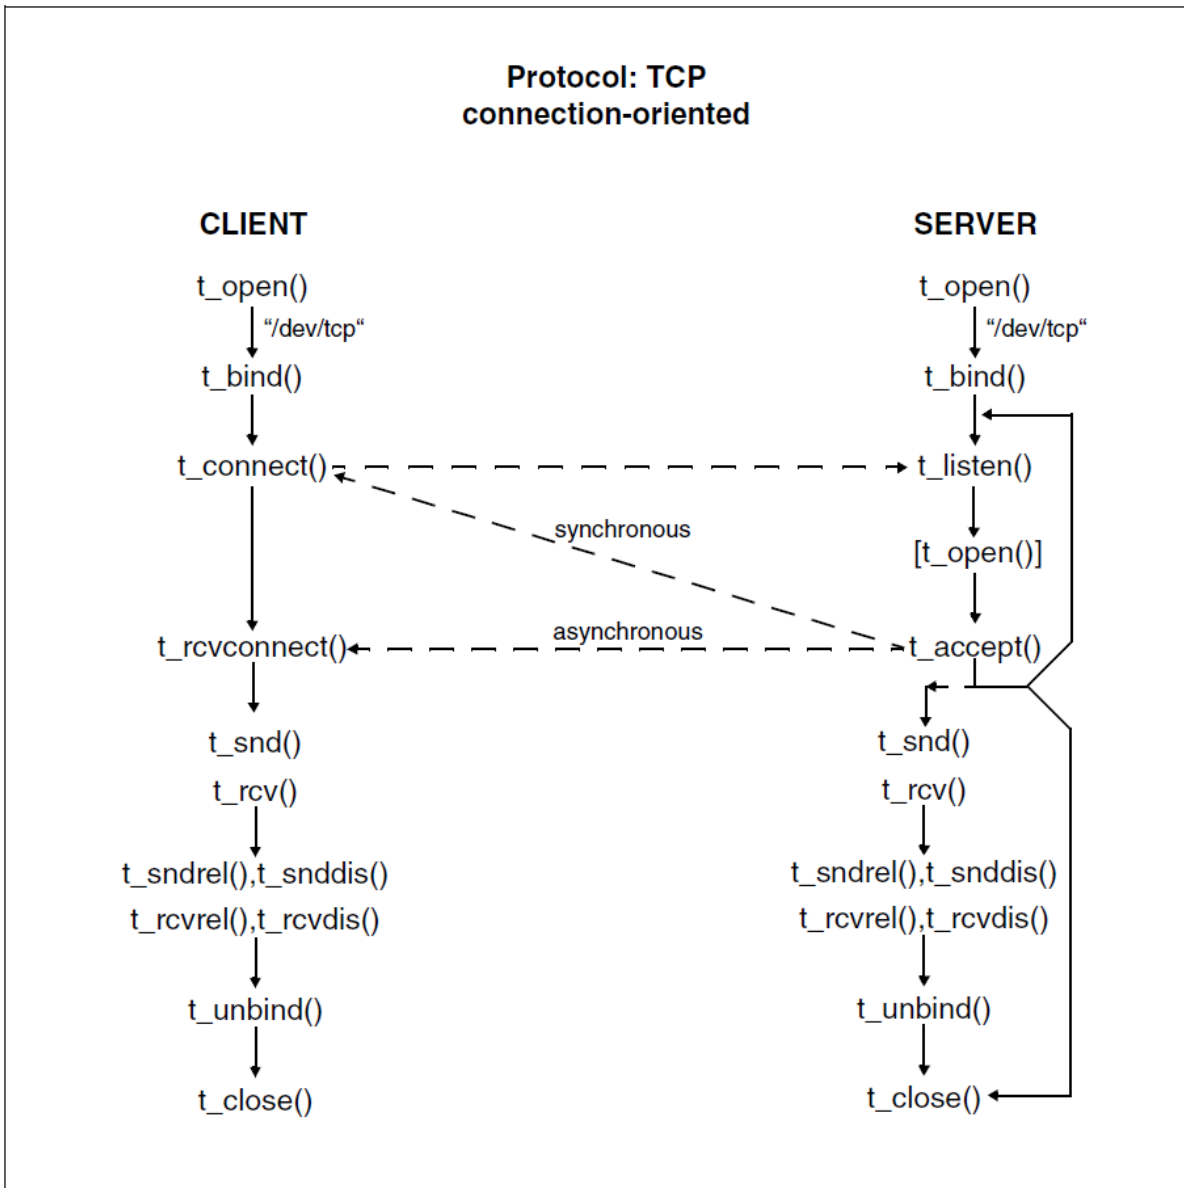 Protocol: TCP
connection-oriented
CLIENT
SERVER
t_open()
t_open()
“/dev/tcp“
“/dev/tcp“
t_bind()
t_bind()
t_connect()
t_listen()
synchronous
[t_open()]
asynchronous
t_rcvconnect()
t_accept()
t_snd()
t_snd()
t_rcv()
t_rcv()
t_sndrel(),t_snddis()
t_sndrel(),t_snddis()
t_rcvrel(),t_rcvdis()
t_rcvrel(),t_rcvdis()
t_unbind()
t_unbind()
t_close()
t_close()